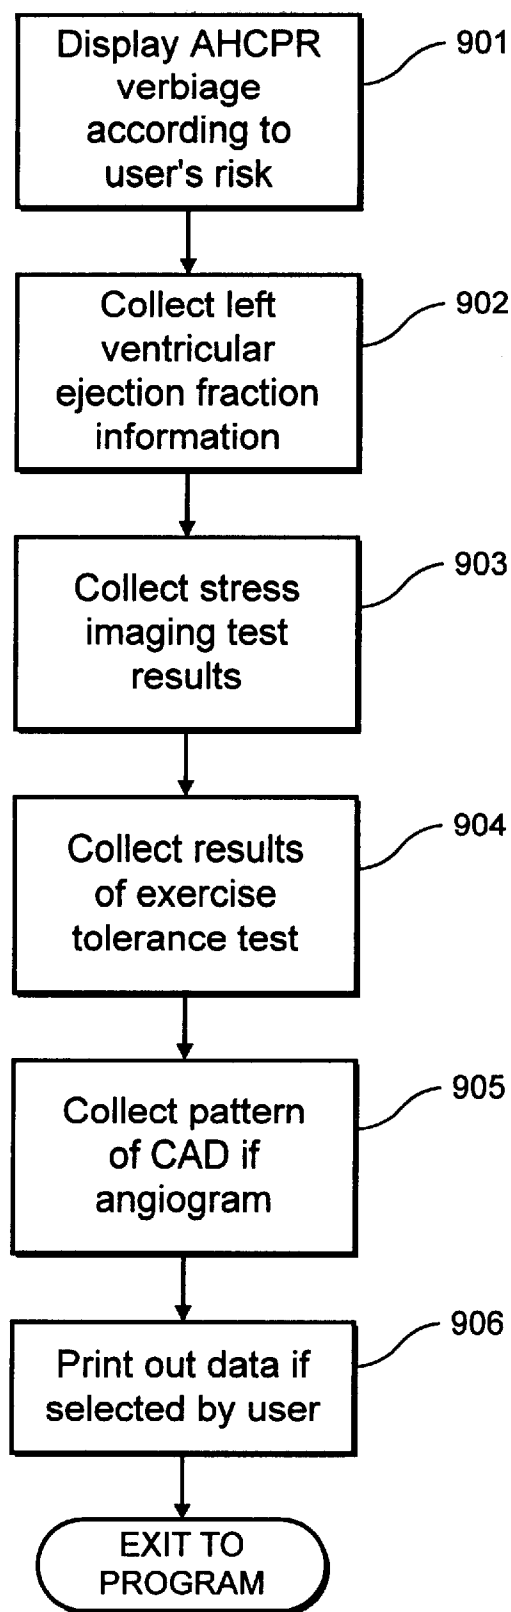 Display AHCPR
verbiage
according to
user's risk
901
Collect left
ventricular
ejection fraction
information
902
Collect stress
imaging test
results
903
Collect results
of exercise
tolerance test
904
Collect pattern
of CAD if
angiogram
905
Print out data if
selected by user
906
EXIT TO
PROGRAM